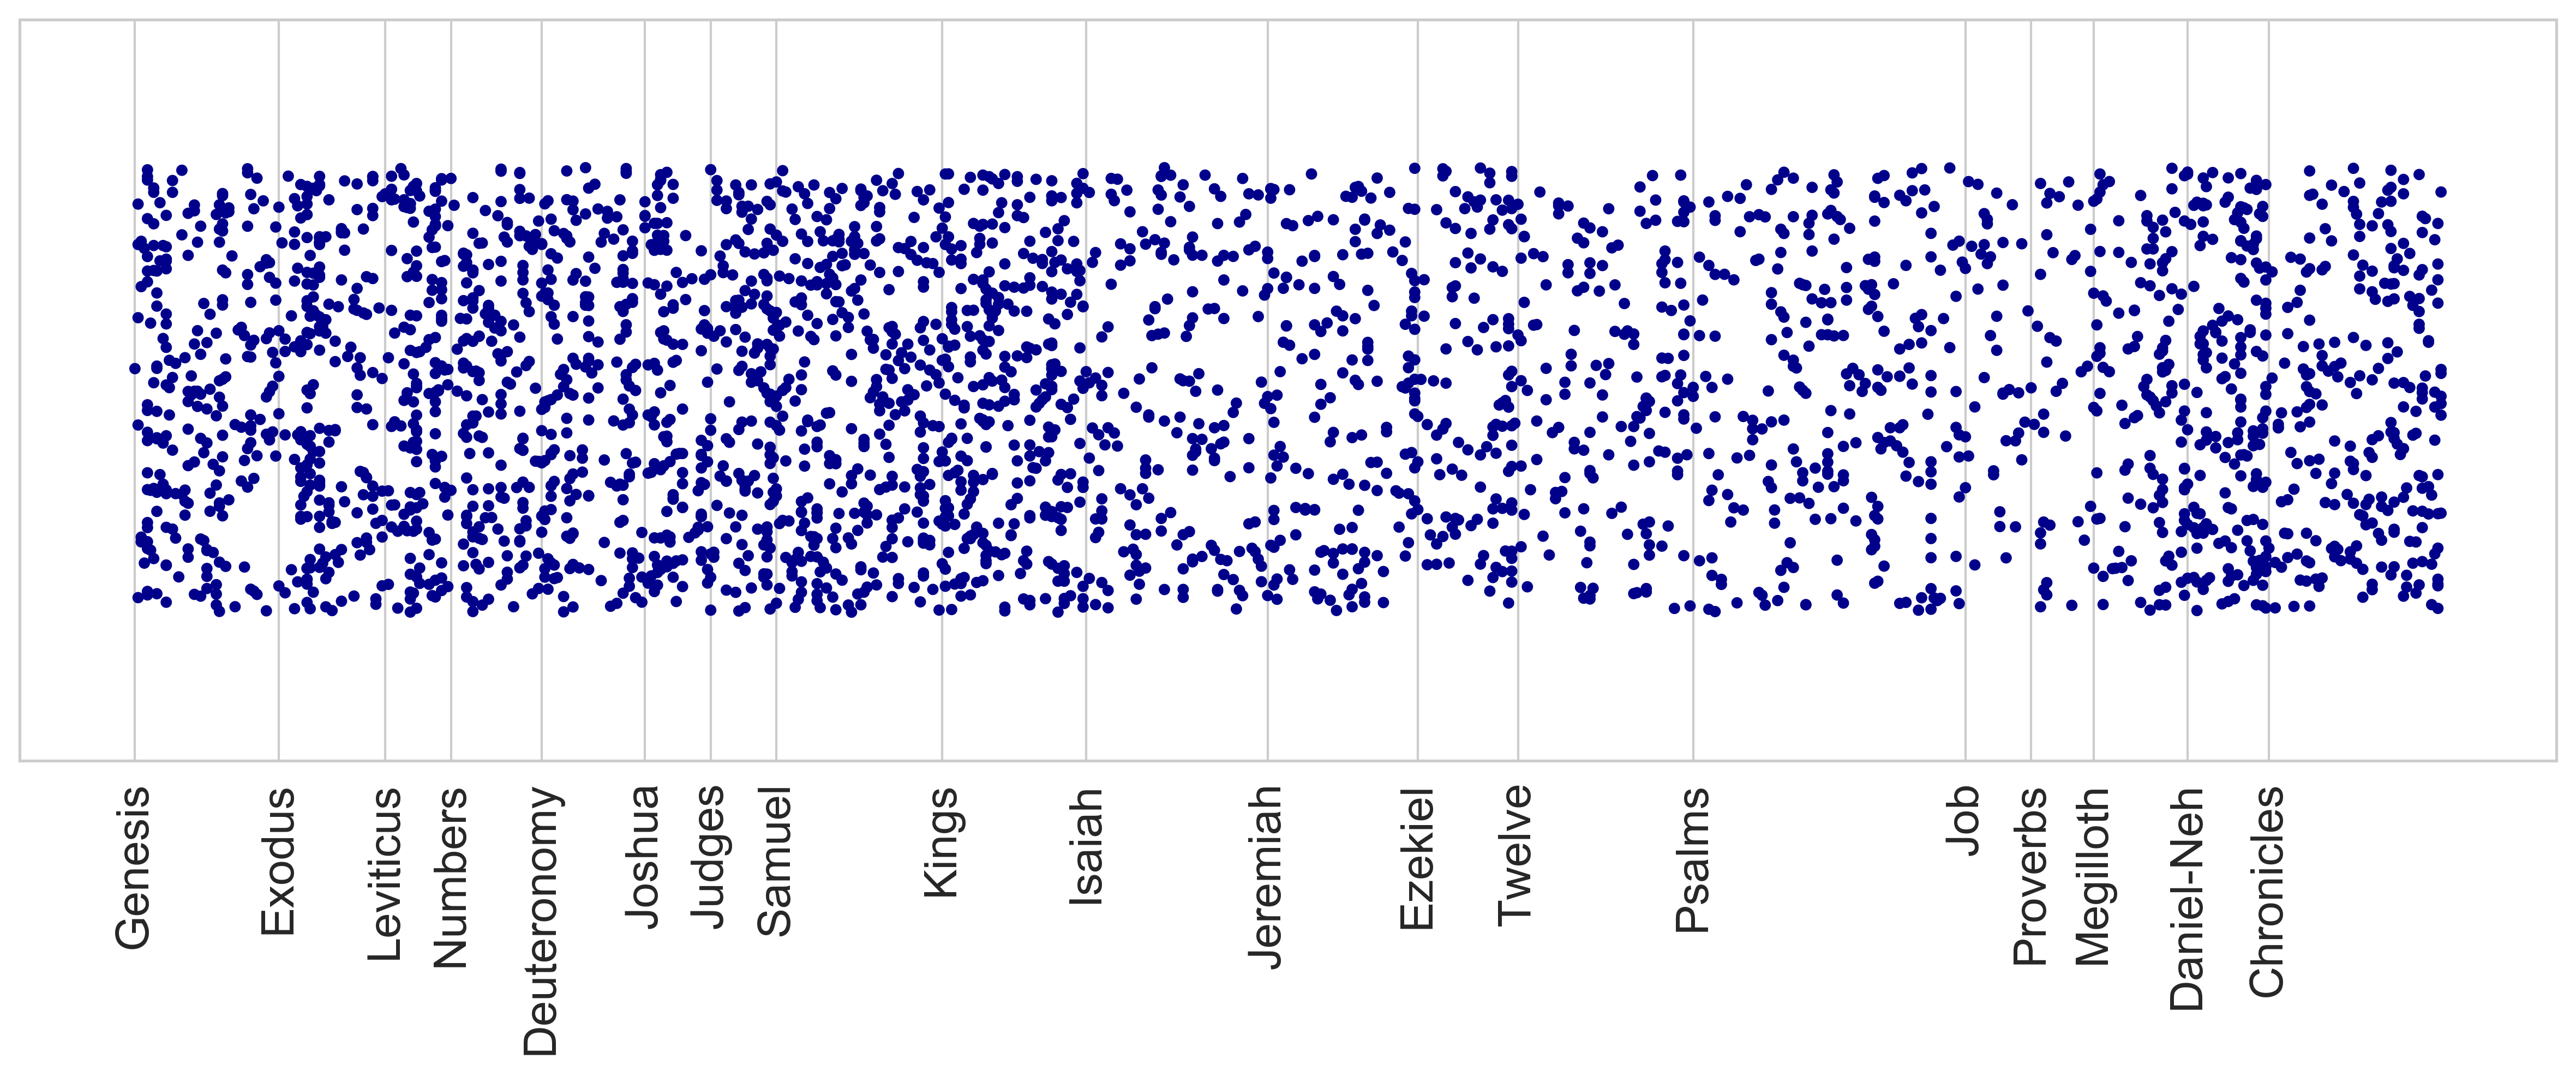 Genesis
Exodus
Leviticus
Numbers
Deuteronomy
Joshua
Judges
Samuel
Kings
Isaiah
Jeremiah
Ezekiel
Twelve
Psalms
Job
Proverbs
Megilloth
Daniel-Neh
Chronicles